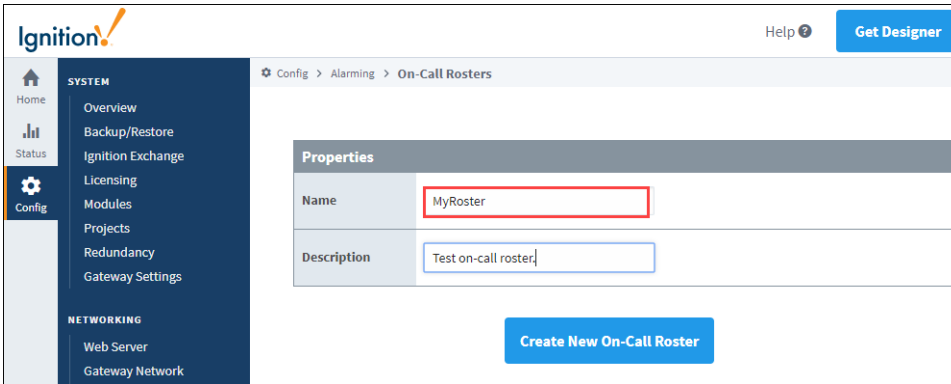 Ignition!
Help ?
Get Designer
Home
Status
Config
SYSTEM
Overview
Backup/Restore
Ignition Exchange
Licensing
Modules
Projects
Redundancy
Gateway Settings
NETWORKING
Web Server
Gateway Network
Config > Alarming > On-Call Rosters
Properties
Name MyRoster
Description Test on-call roster.
Create New On-Call Roster